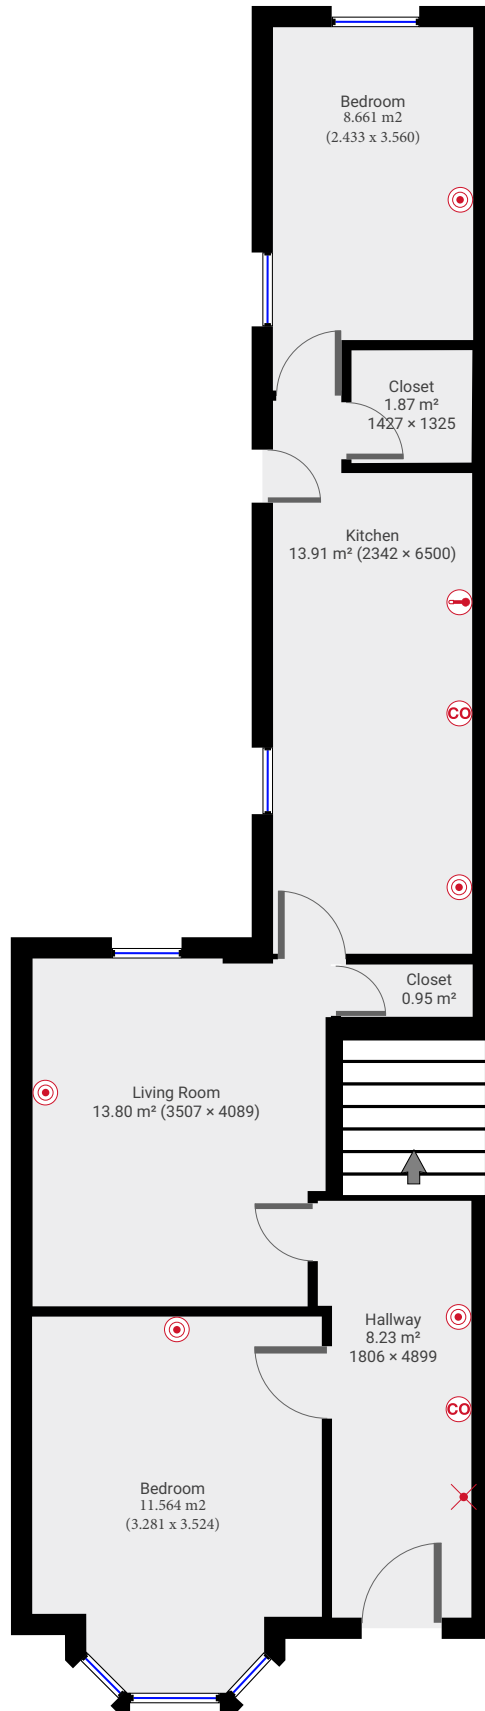 Bedroom
8.661 m2
(2.433 x 3.560)
Closet
1.87 m²
1427 × 1325
Kitchen
13.91 m² (2342 × 6500)
CO
Closet
0.95 m²
Living Room
13.80 m² (3507 × 4089)
Hallway
8.23 m²
1806 × 4899
CO
Bedroom
11.564 m2
(3.281 x 3.524)